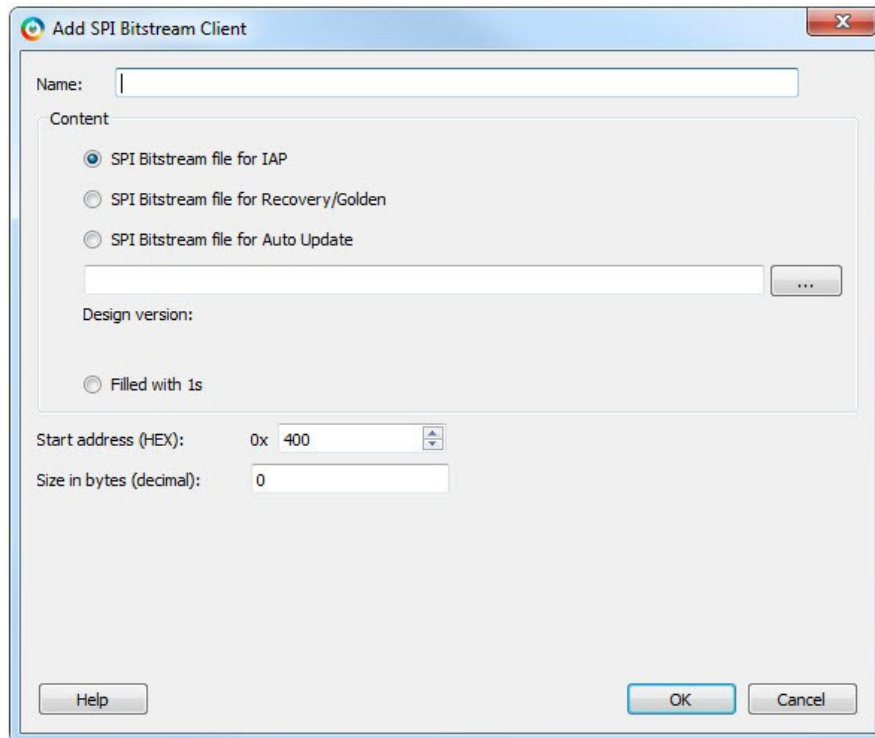 Add SPI Bitstream Client
Name:
Content
SPI Bitstream file for IAP
SPI Bitstream file for Recovery/Golden
SPI Bitstream file for Auto Update
...
Design version:
Filled with 1s
Start address (HEX): 0x 400
Size in bytes (decimal): 0
Help OK Cancel